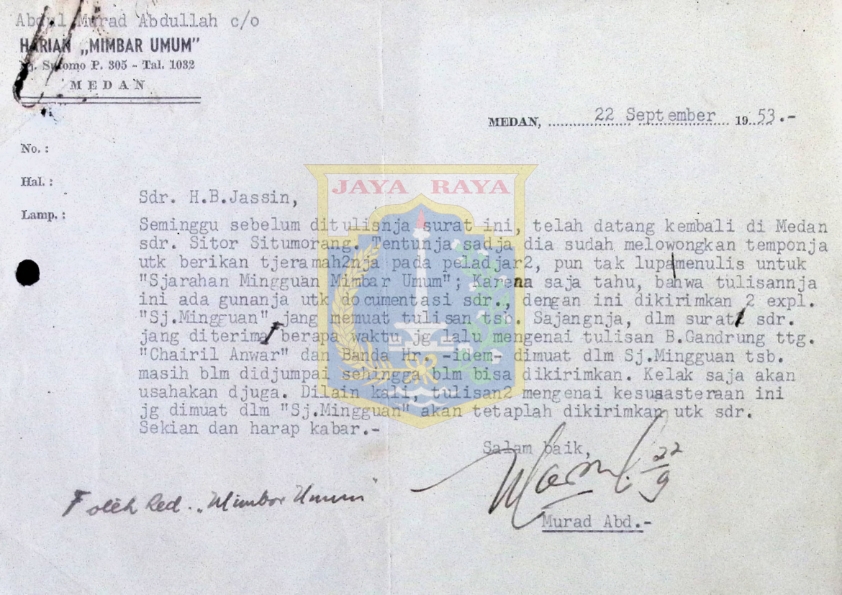 Abdul Murad Abdullah c/o
HARIAN „MIMBAR UMUM"
Sutomo P. 305 - Tal. 1032
MEDAN
MEDAN, 22 September 1953.-
No. :
Hal. :
Lamp. :
JAYA RAYA
Sdr. H.B.Jassin,
Seminggu sebelum ditulisnja surat ini, telah datang kembali di Medan
sdr. Sitor Situmorang. Tentunja sadja dia sudah melowongkan temponja
utk berikan tjeramah2nja pada peladjar2, pun tak lupa menulis untuk
"Sjarahan Mingguan Mimbar Umum"; Karena saja tahu, bahwa tulisannja
ini ada gunanja utk documentasi sdr., dengan ini dikirimkan 2 expl.
"Sj.Mingguan" jang memuat tulisan tsb. Sajangnja, dlm surat sdr.
jang diterima berapa waktu jg lalu mengenai tulisan B.Gandrung ttg.
"Chairil Anwar" dan Banda Hr. -idem- dimuat dlm Sj.Mingguan tsb.
masih blm didjumpai sehingga blm bisa dikirimkan. Kelak saja akan
usahakan djuga. Dilain kali, tulisan2 mengenai kesusasteraan ini
jg dimuat dlm "Sj.Mingguan" akan tetaplah dikirimkan utk sdr.
Sekian dan harap kabar.-
Salam baik,
22/9
oleh Red. „Mimbar Umum"
Murad Abd.-